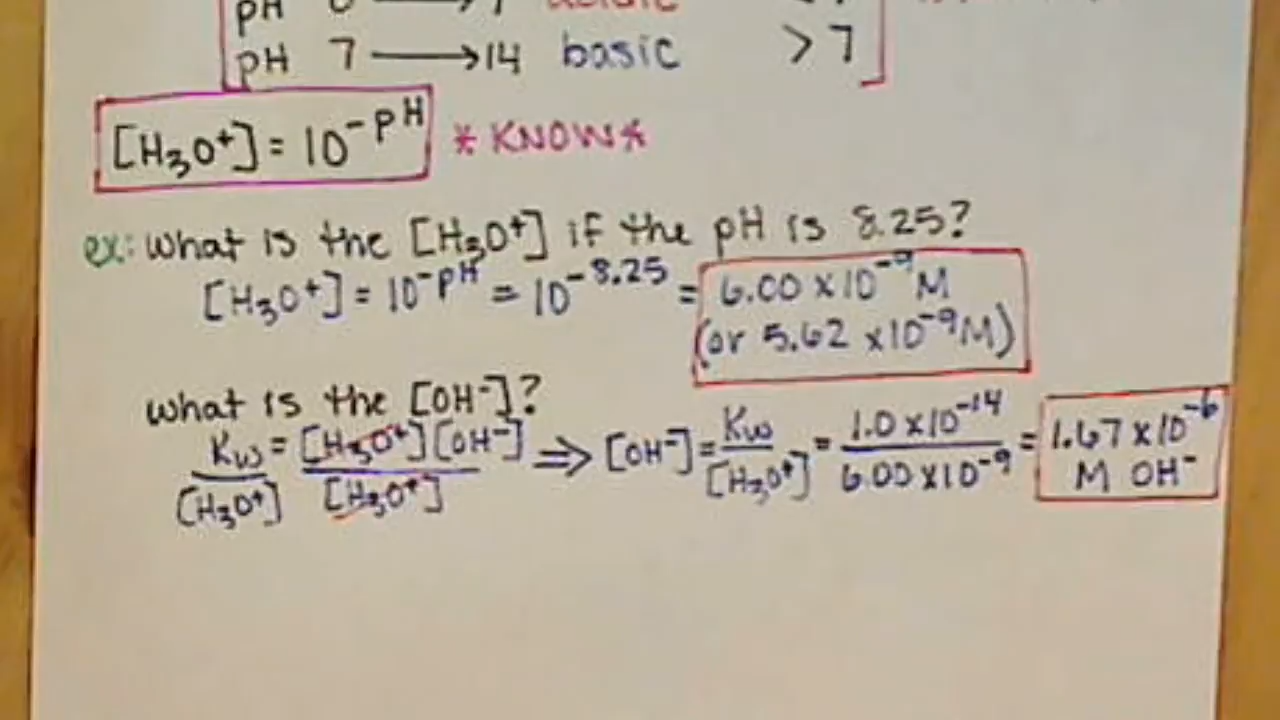 pH
pH 7 ⟶ 14 basic > 7
[H₃O⁺] = 10⁻ᵖᴴ *KNOW*
ex: what is the [H₃O⁺] if the pH is 8.25?
[H₃O⁺] = 10⁻ᵖᴴ = 10⁻⁸·²⁵ = 6.00 x 10⁻⁹ M
(or 5.62 x 10⁻⁹ M)
what is the [OH⁻]?
Kw/[H₃O⁺] = [H₃O⁺][OH⁻]/[H₃O⁺] ⇒ [OH⁻] = Kw/[H₃O⁺] = 1.0 x 10⁻¹⁴/6.00 x 10⁻⁹ = 1.67 x 10⁻⁶
M OH⁻